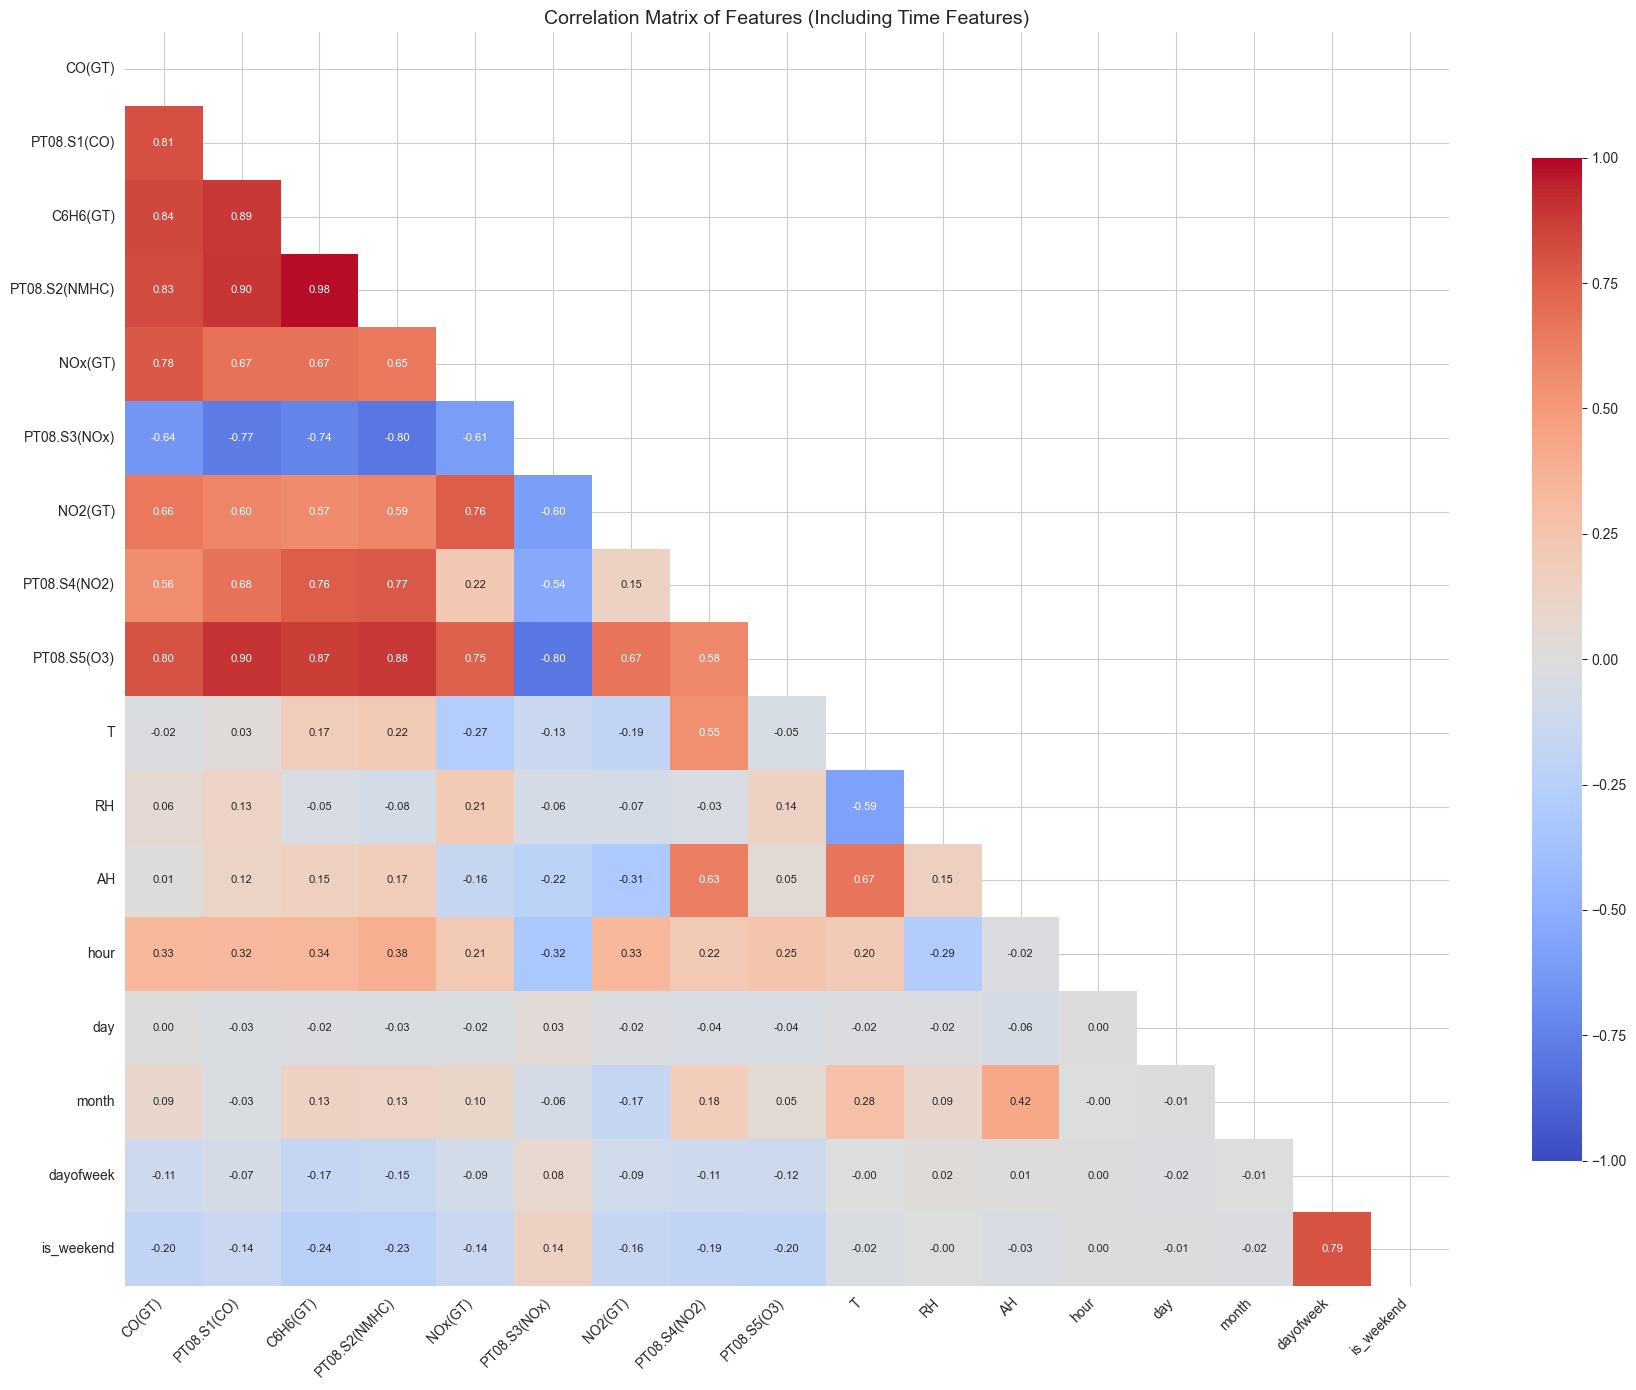 Correlation Matrix of Features (Including Time Features)
CO(GT)
PT08.S1(CO) 0.81
C6H6(GT) 0.84 0.89
PT08.S2(NMHC) 0.83 0.90 0.98
NOx(GT) 0.78 0.67 0.67 0.65
PT08.S3(NOx) -0.64 -0.77 -0.74 -0.80 -0.61
NO2(GT) 0.66 0.60 0.57 0.59 0.76 -0.60
PT08.S4(NO2) 0.56 0.68 0.76 0.77 0.22 -0.54 0.15
PT08.S5(O3) 0.80 0.90 0.87 0.88 0.75 -0.80 0.67 0.58
T -0.02 0.03 0.17 0.22 -0.27 -0.13 -0.19 0.55 -0.05
RH 0.06 0.13 -0.05 -0.08 0.21 -0.06 -0.07 -0.03 0.14 -0.59
AH 0.01 0.12 0.15 0.17 -0.16 -0.22 -0.31 0.63 0.05 0.67 0.15
hour 0.33 0.32 0.34 0.38 0.21 -0.32 0.33 0.22 0.25 0.20 -0.29 -0.02
day 0.00 -0.03 -0.02 -0.03 -0.02 0.03 -0.02 -0.04 -0.04 -0.02 -0.02 -0.06 0.00
month 0.09 -0.03 0.13 0.13 0.10 -0.06 -0.17 0.18 0.05 0.28 0.09 0.42 -0.00 -0.01
dayofweek -0.11 -0.07 -0.17 -0.15 -0.09 0.08 -0.09 -0.11 -0.12 -0.00 0.02 0.01 0.00 -0.02 -0.01
is_weekend -0.20 -0.14 -0.24 -0.23 -0.14 0.14 -0.16 -0.19 -0.20 -0.02 -0.00 -0.03 0.00 -0.01 -0.02 0.79
CO(GT) PT08.S1(CO) C6H6(GT) PT08.S2(NMHC) NOx(GT) PT08.S3(NOx) NO2(GT) PT08.S4(NO2) PT08.S5(O3) T RH AH hour day month dayofweek is_weekend
1.00
0.75
0.50
0.25
0.00
−0.25
−0.50
−0.75
−1.00